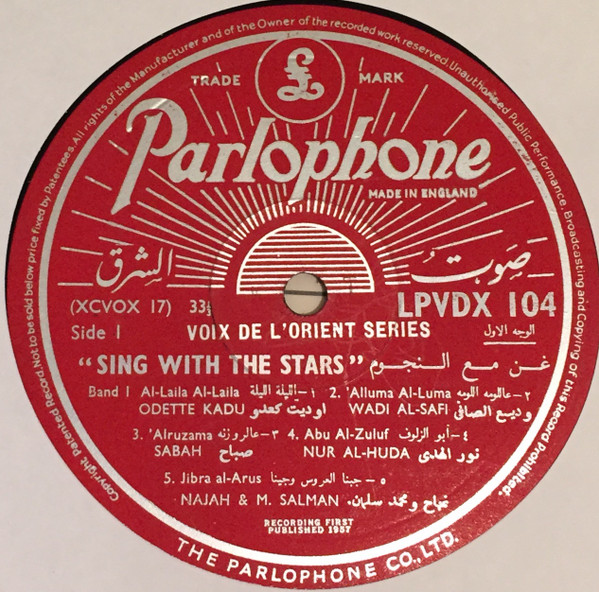 Copyright Patented Record. Not to be sold below price fixed by Patentees. All rights of the Manufacturer and of the Owner of the recorded work reserved. Unauthorised Public Performance, Broadcasting and Copying of this Record Prohibited.
TRADE £ MARK
Parlophone
MADE IN ENGLAND
صوت الشرق
(XCVOX 17) 33⅓ LPVDX 104
Side 1 VOIX DE L'ORIENT SERIES الوجه الاول
"SING WITH THE STARS" غن مع النجوم
Band 1 Al-Laila Al-Laila ١- الليلة الليلة 2. 'Alluma Al-Luma ٢- عاللومه اللومه
ODETTE KADU اوديت كعدو WADI AL-SAFI وديع الصافي
3. 'Alruzama ٣- عالروزنه 4. Abu Al-Zuluf ٤- أبو الزلوف
SABAH صباح NUR AL-HUDA نور الهدى
5. Jibra al-Arus ٥- جبنا العروس وجينا
NAJAH & M. SALMAN نجاح ومحمد سلمان
RECORDING FIRST
PUBLISHED 1957
THE PARLOPHONE CO., LTD.